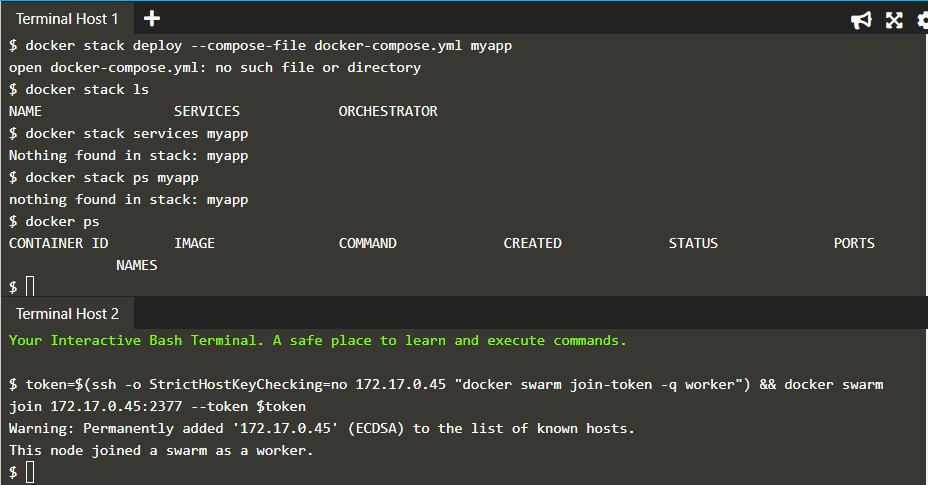 Terminal Host 1
$ docker stack deploy --compose-file docker-compose.yml myapp
open docker-compose.yml: no such file or directory
$ docker stack ls
NAME                SERVICES            ORCHESTRATOR
$ docker stack services myapp
Nothing found in stack: myapp
$ docker stack ps myapp
nothing found in stack: myapp
$ docker ps
CONTAINER ID        IMAGE               COMMAND             CREATED             STATUS              PORTS
             NAMES
$
Terminal Host 2
Your Interactive Bash Terminal. A safe place to learn and execute commands.
$ token=$(ssh -o StrictHostKeyChecking=no 172.17.0.45 "docker swarm join-token -q worker") && docker swarm
join 172.17.0.45:2377 --token $token
Warning: Permanently added '172.17.0.45' (ECDSA) to the list of known hosts.
This node joined a swarm as a worker.
$